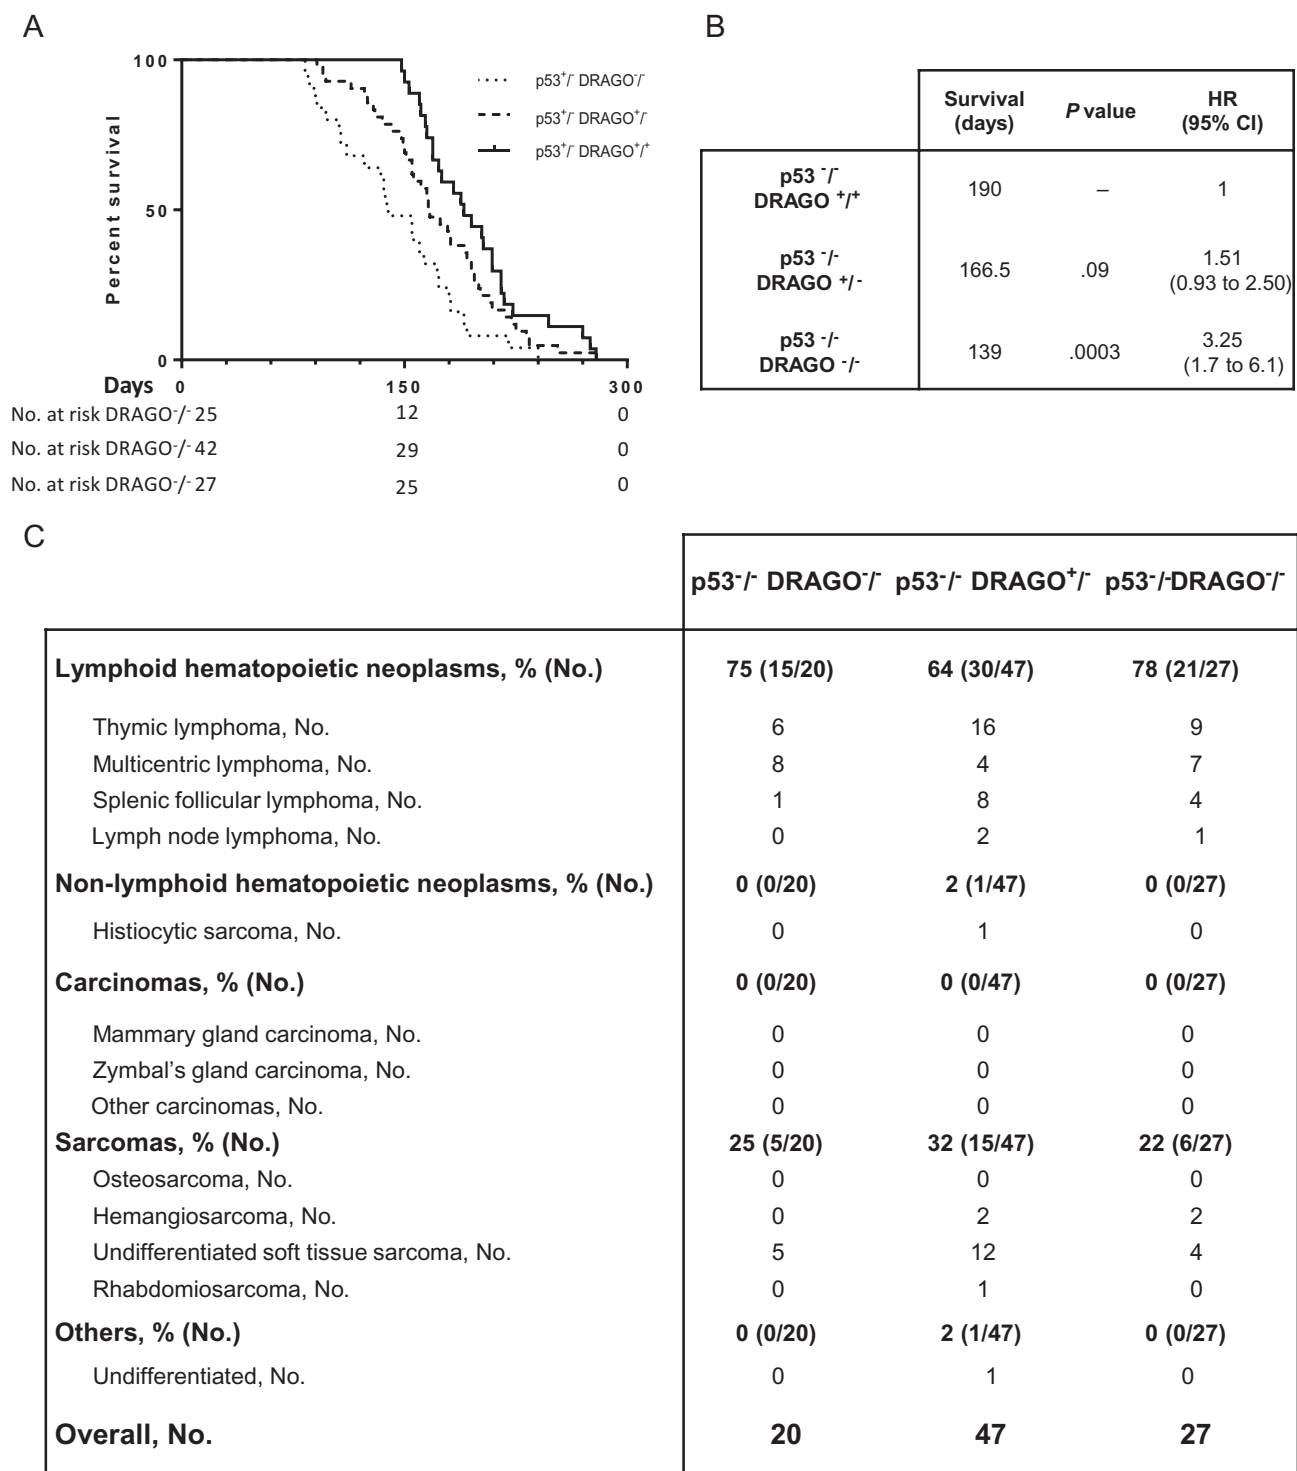 A
100
50
0
Percent survival
p53⁺/⁻ DRAGO⁻/⁻
p53⁺/⁻ DRAGO⁺/⁻
p53⁺/⁻ DRAGO⁺/⁺
Days 0 150 300
No. at risk DRAGO⁻/⁻ 25 12 0
No. at risk DRAGO⁻/⁻ 42 29 0
No. at risk DRAGO⁻/⁻ 27 25 0
B
Survival (days) P value HR (95% CI)
p53 ⁻/⁻ DRAGO ⁺/⁺ 190 – 1
p53 ⁻/⁻ DRAGO ⁺/⁻ 166.5 .09 1.51 (0.93 to 2.50)
p53 ⁻/⁻ DRAGO ⁻/⁻ 139 .0003 3.25 (1.7 to 6.1)
C
p53⁻/⁻ DRAGO⁻/⁻ p53⁻/⁻ DRAGO⁺/⁻ p53⁻/⁻DRAGO⁻/⁻
Lymphoid hematopoietic neoplasms, % (No.) 75 (15/20) 64 (30/47) 78 (21/27)
Thymic lymphoma, No. 6 16 9
Multicentric lymphoma, No. 8 4 7
Splenic follicular lymphoma, No. 1 8 4
Lymph node lymphoma, No. 0 2 1
Non-lymphoid hematopoietic neoplasms, % (No.) 0 (0/20) 2 (1/47) 0 (0/27)
Histiocytic sarcoma, No. 0 1 0
Carcinomas, % (No.) 0 (0/20) 0 (0/47) 0 (0/27)
Mammary gland carcinoma, No. 0 0 0
Zymbal's gland carcinoma, No. 0 0 0
Other carcinomas, No. 0 0 0
Sarcomas, % (No.) 25 (5/20) 32 (15/47) 22 (6/27)
Osteosarcoma, No. 0 0 0
Hemangiosarcoma, No. 0 2 2
Undifferentiated soft tissue sarcoma, No. 5 12 4
Rhabdomiosarcoma, No. 0 1 0
Others, % (No.) 0 (0/20) 2 (1/47) 0 (0/27)
Undifferentiated, No. 0 1 0
Overall, No. 20 47 27